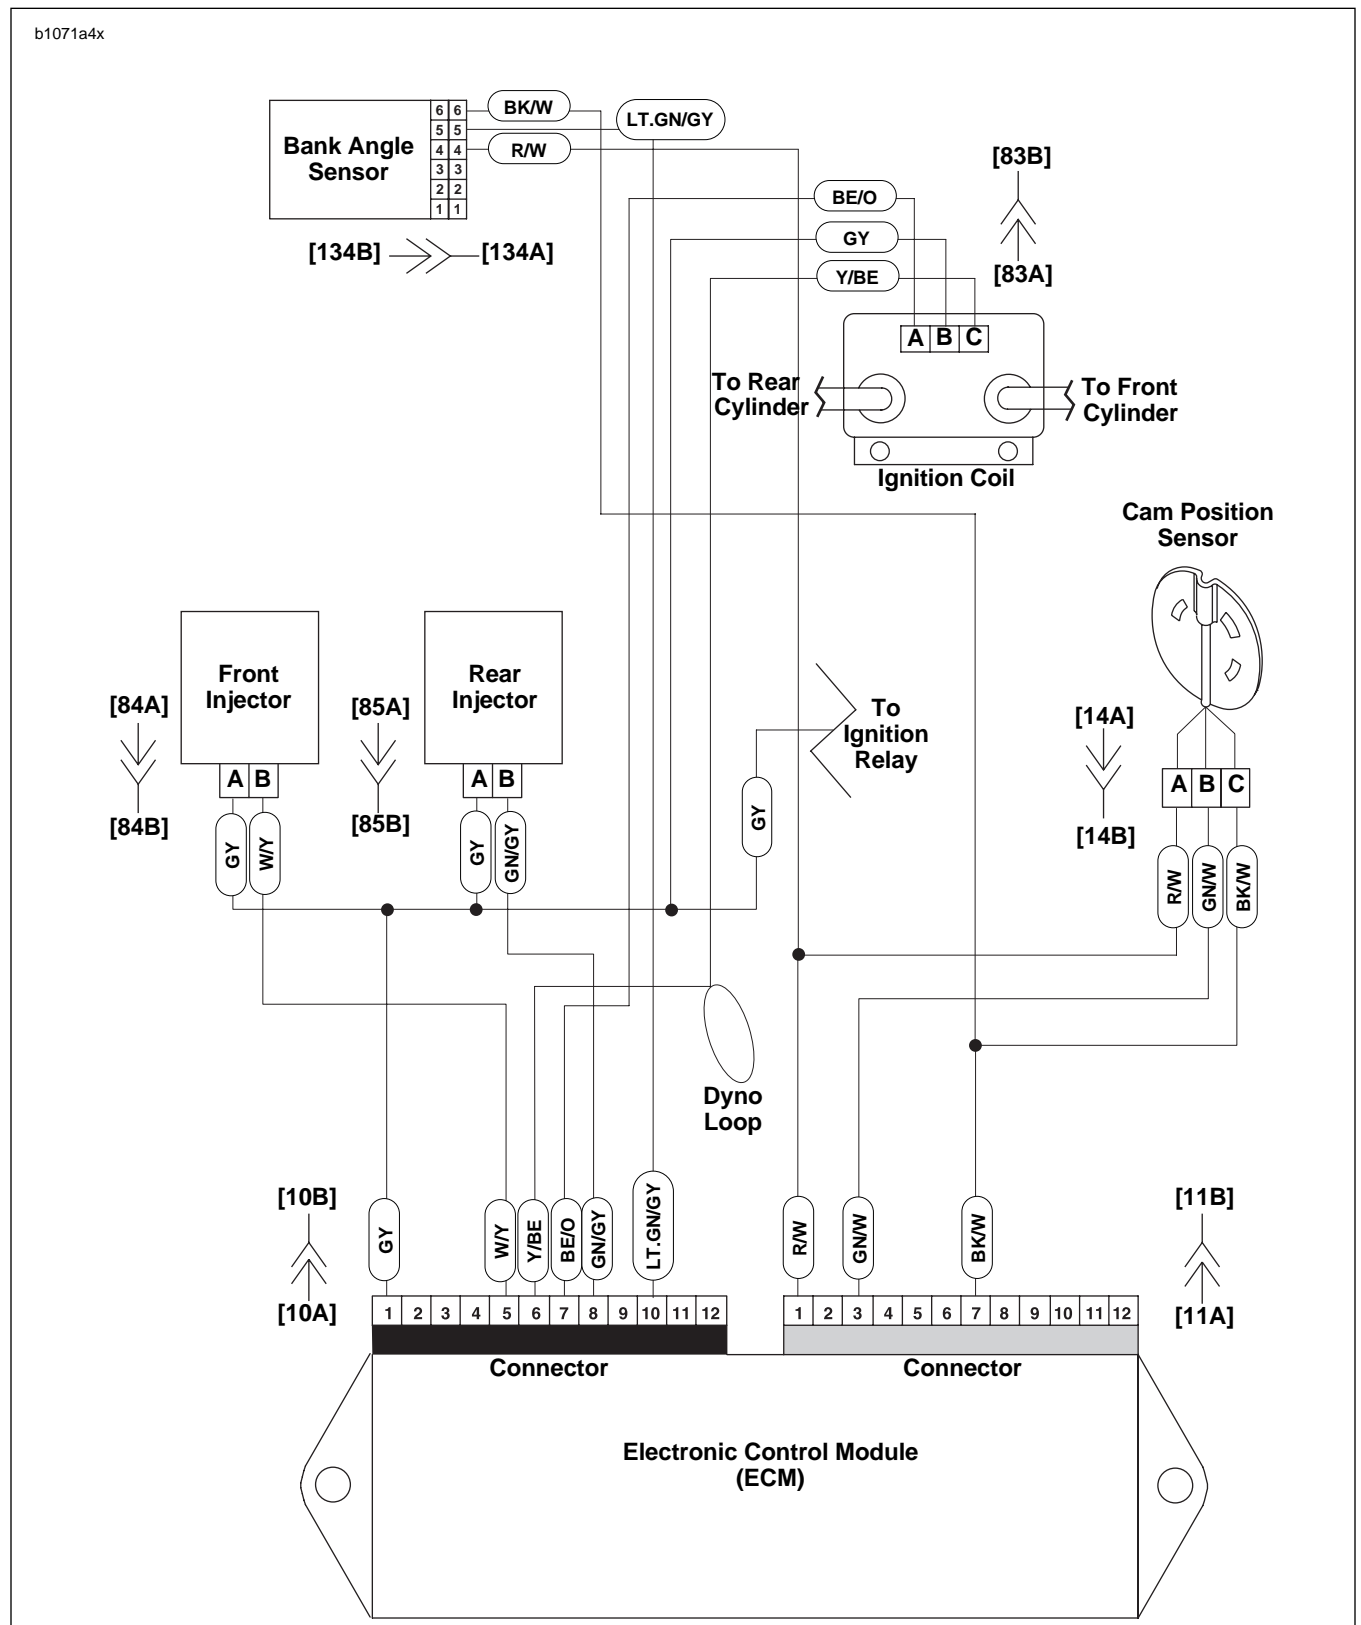 b1071a4x
Bank Angle
Sensor
6 6
5 5
4 4
3 3
2 2
1 1
BK/W
LT.GN/GY
R/W
[134B]
[134A]
BE/O
GY
Y/BE
[83B]
[83A]
A B C
To Rear
Cylinder
To Front
Cylinder
Ignition Coil
Cam Position
Sensor
Front
Injector
Rear
Injector
[84A]
[84B]
[85A]
[85B]
A B
A B
GY
W/Y
GY
GN/GY
To
Ignition
Relay
GY
[14A]
[14B]
A B C
R/W
GN/W
BK/W
Dyno
Loop
[10B]
[10A]
GY
W/Y
Y/BE
BE/O
GN/GY
LT.GN/GY
R/W
GN/W
BK/W
[11B]
[11A]
1 2 3 4 5 6 7 8 9 10 11 12
1 2 3 4 5 6 7 8 9 10 11 12
Connector
Connector
Electronic Control Module
(ECM)